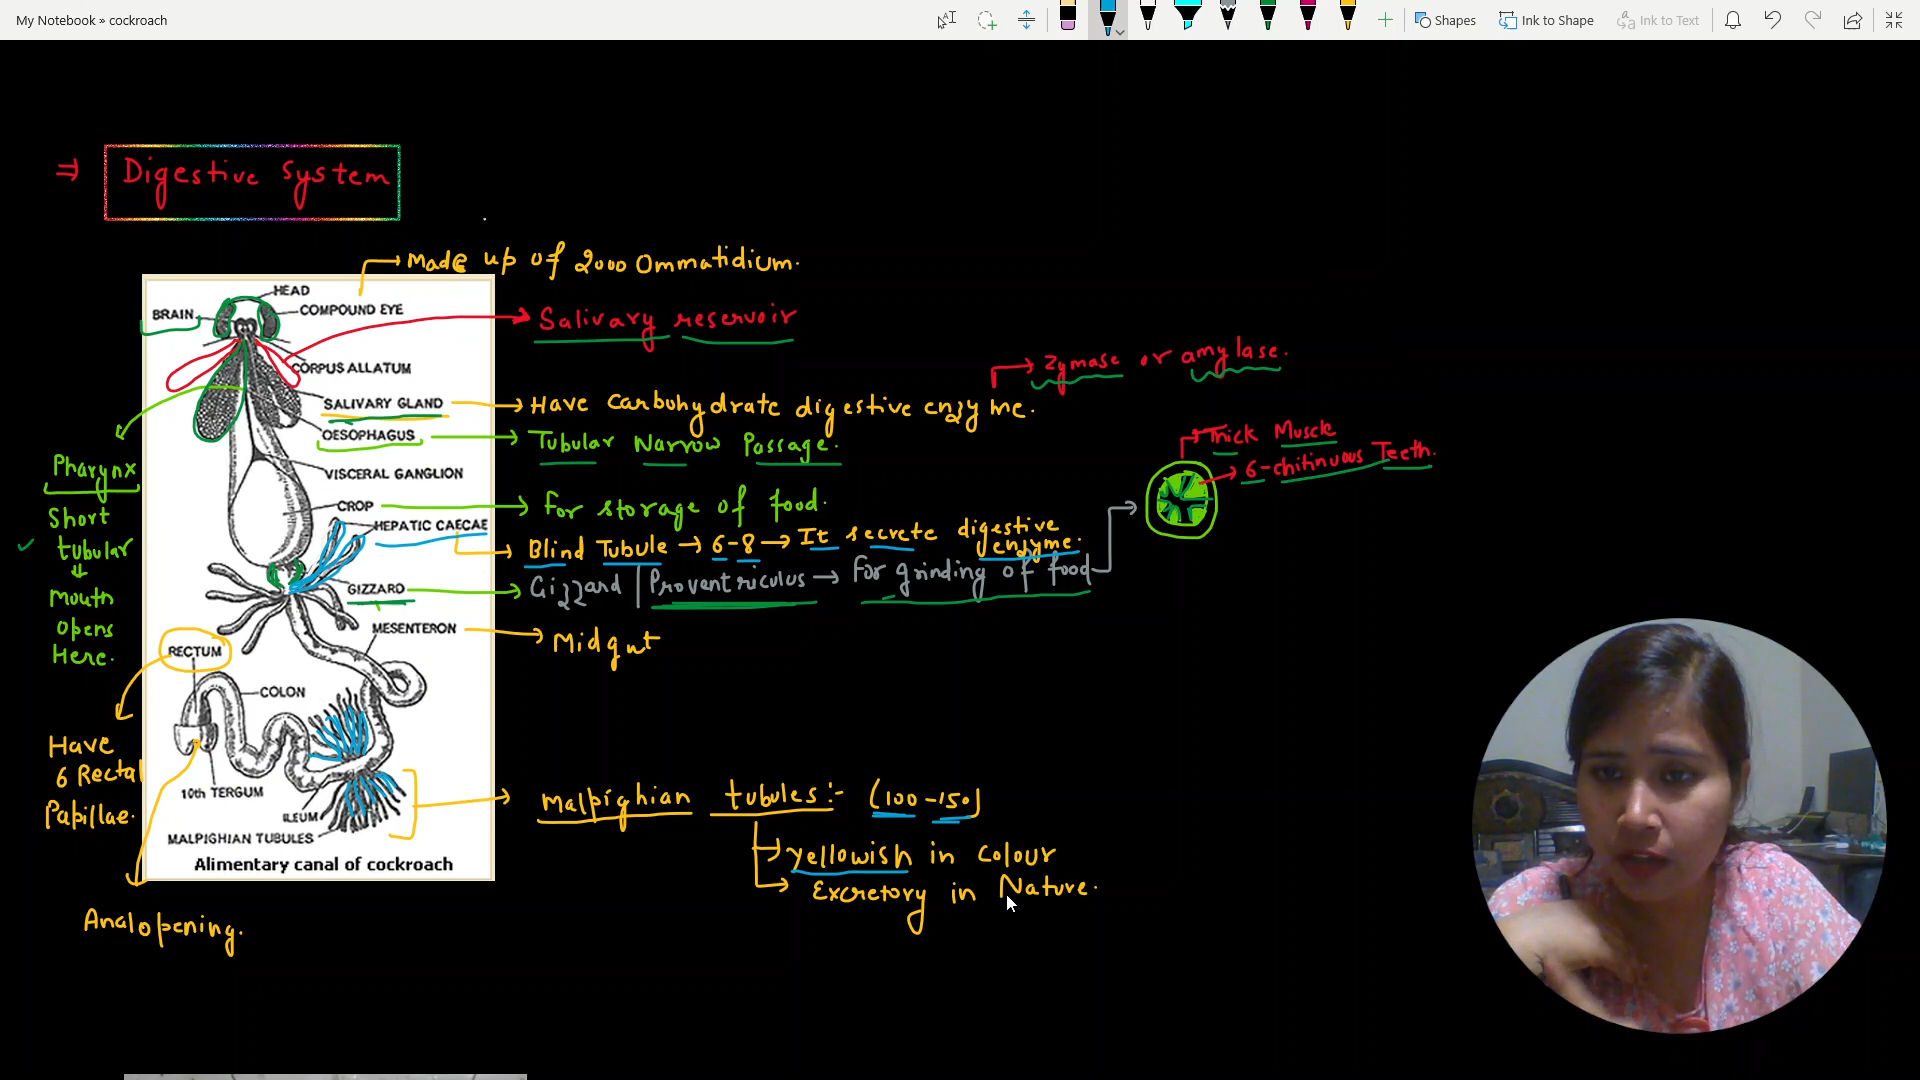 My Notebook » cockroach
Shapes
Ink to Shape
Ink to Text
⇒ Digestive System
Made up of 2000 Ommatidium.
HEAD
COMPOUND EYE
BRAIN
Salivary reservoir
CORPUS ALLATUM
Zymase or amylase.
SALIVARY GLAND
Have Carbohydrate digestive enzyme.
OESOPHAGUS
Tubular Narrow Passage.
Thick Muscle
6-chitinuous Teeth.
Pharynx
Short
tubular
Mouth
Opens
Here.
VISCERAL GANGLION
CROP
For storage of food.
HEPATIC CAECAE
Blind Tubule → 6-8 → It secrete digestive
enzyme.
GIZZARD
Gizzard | Proventriculus → For grinding of food
MESENTERON
Midgut
RECTUM
COLON
Have
6 Rectal
Papillae.
10th TERGUM
ILEUM
MALPIGHIAN TUBULES
Malpighian tubules:- (100-150)
yellowish in Colour
Excretory in Nature.
Alimentary canal of cockroach
Anal opening.